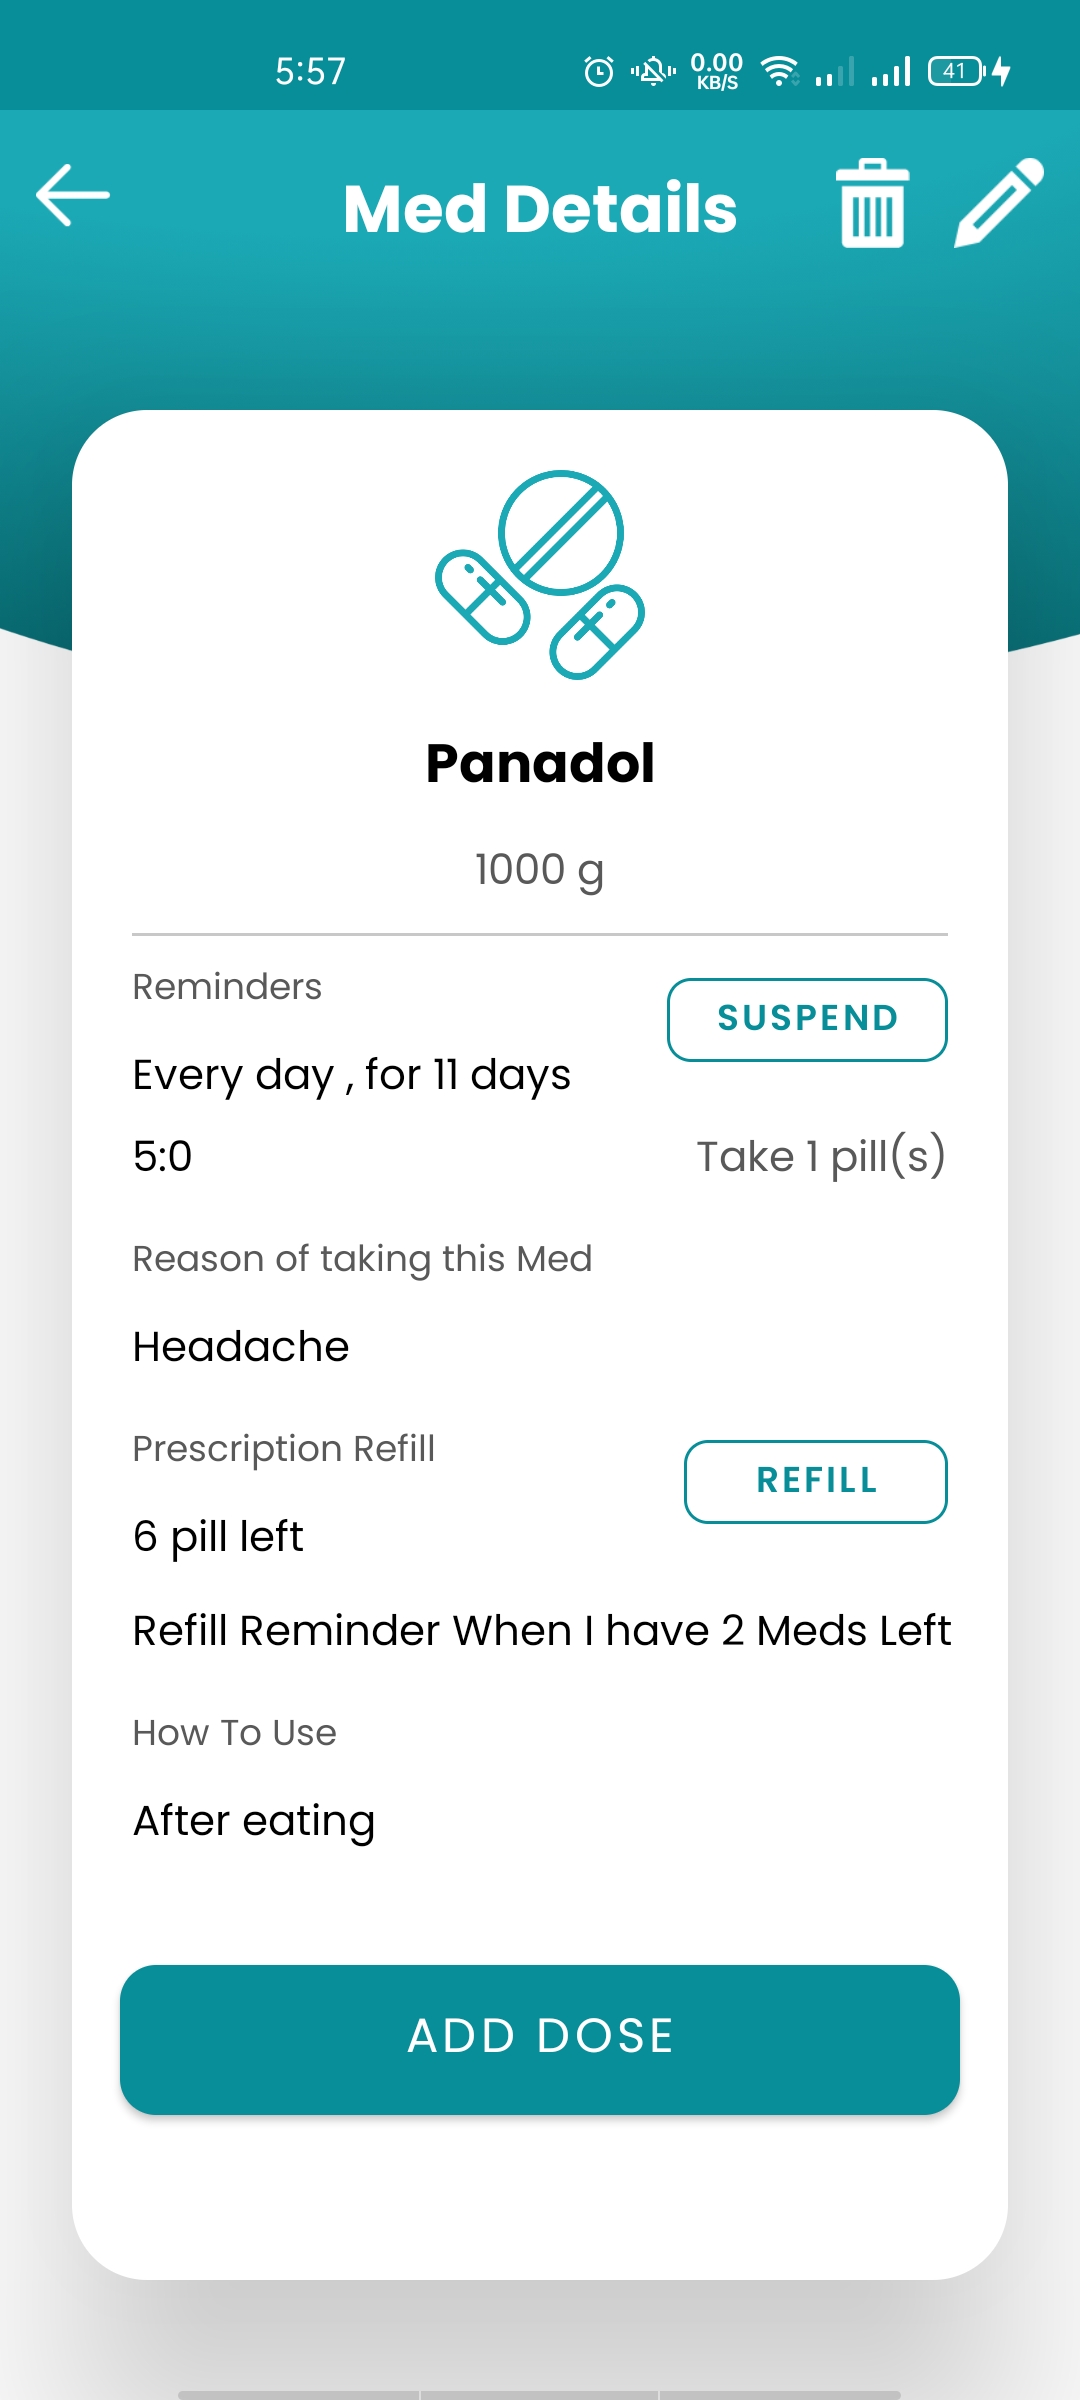 5:57
0.00
KB/S
41
Med Details
Panadol
1000 g
Reminders
SUSPEND
Every day , for 11 days
5:0
Take 1 pill(s)
Reason of taking this Med
Headache
Prescription Refill
REFILL
6 pill left
Refill Reminder When I have 2 Meds Left
How To Use
After eating
ADD DOSE